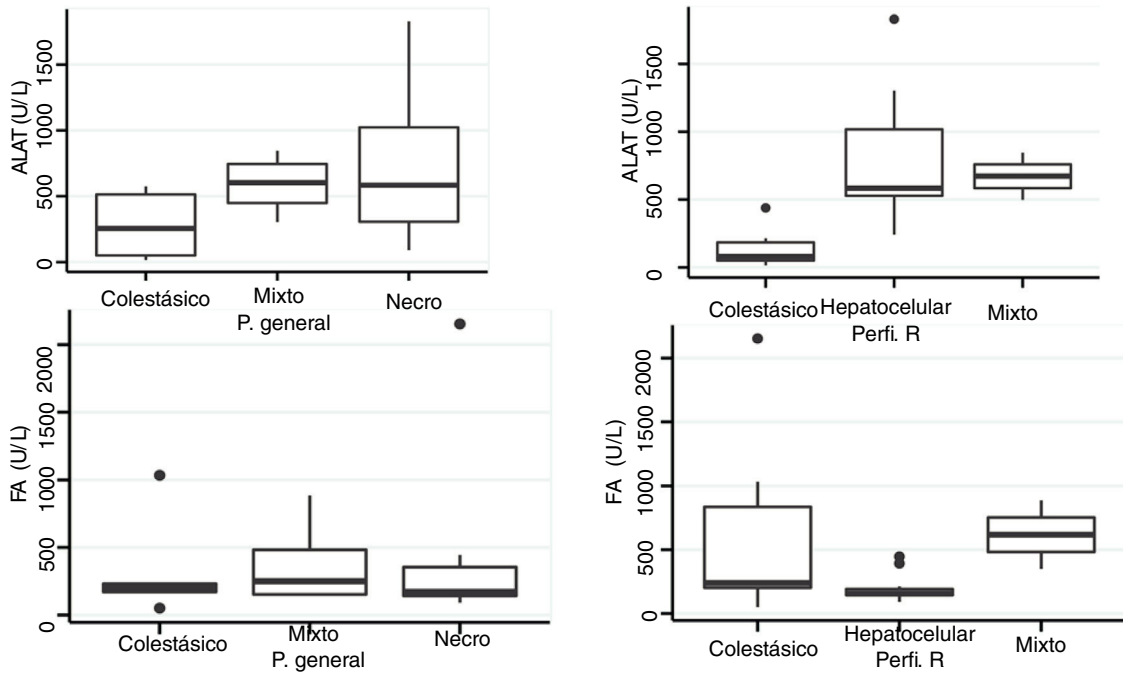 ALAT (U/L)
1500
1000
500
0
Colestásico
Mixto
Necro
P. general
ALAT (U/L)
1500
1000
500
0
Colestásico
Hepatocelular
Mixto
Perfi. R
FA (U/L)
2000
1500
1000
500
0
Colestásico
Mixto
Necro
P. general
FA (U/L)
2000
1500
1000
500
0
Colestásico
Hepatocelular
Mixto
Perfi. R